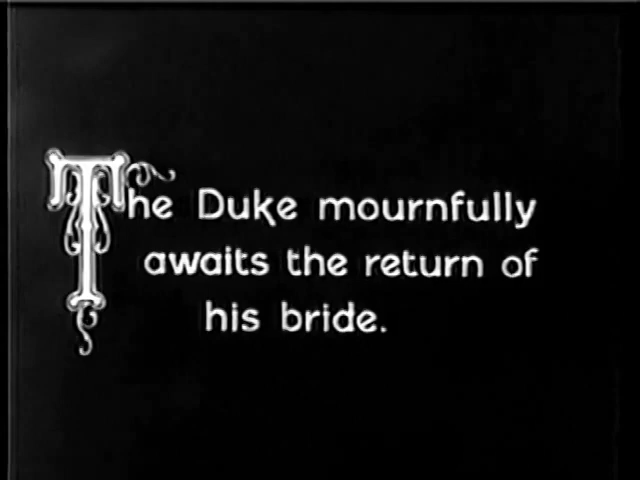 The Duke mournfully
awaits the return of
his bride.